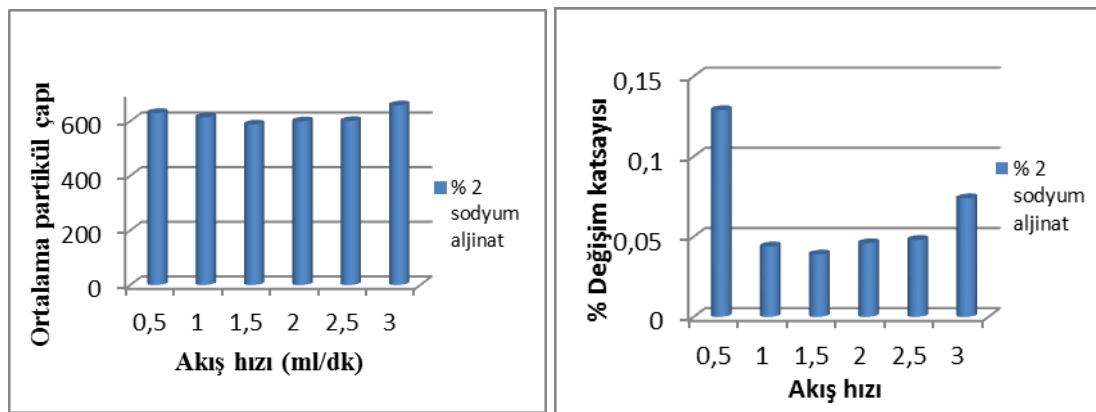 Ortalama partikül çapı
600
400
200
0
0,5 1 1,5 2 2,5 3
Akış hızı (ml/dk)
% 2
sodyum
aljinat
% Değişim katsayısı
0,15
0,1
0,05
0
0,5 1 1,5 2 2,5 3
Akış hızı
% 2
sodyum
aljinat